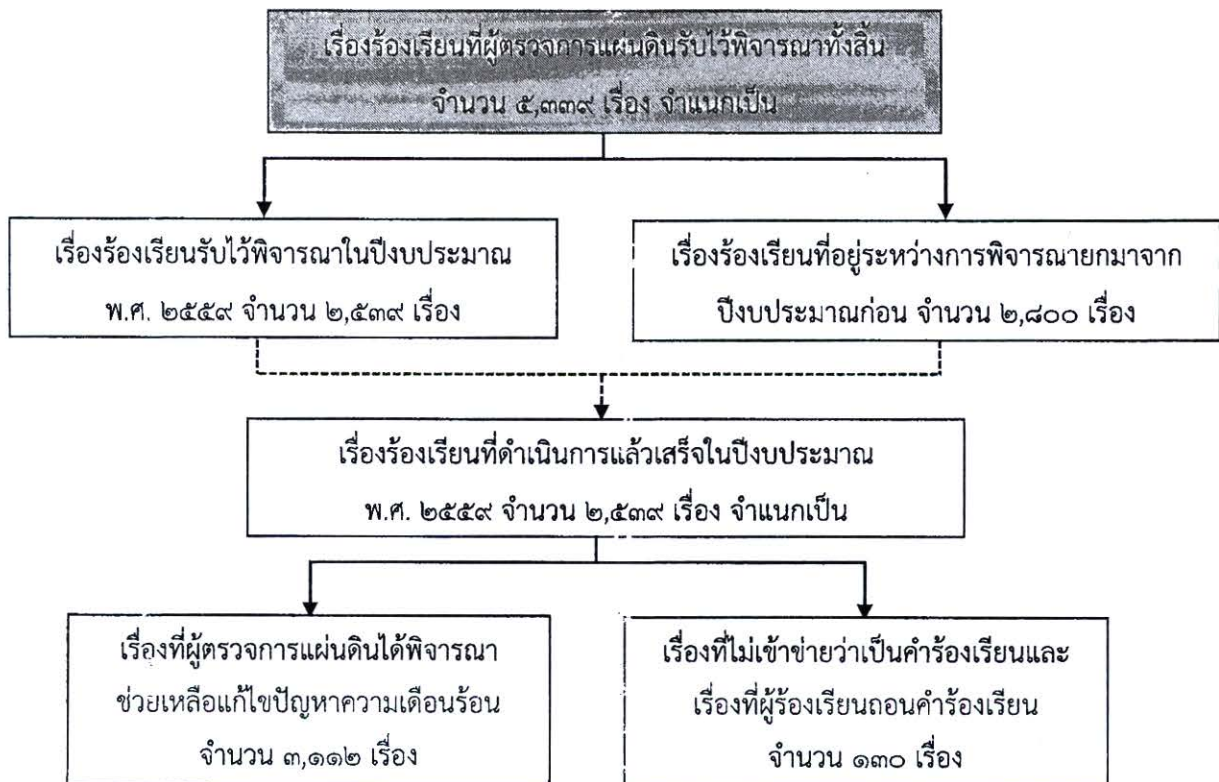 เรื่องร้องเรียนที่ผู้ตรวจการแผ่นดินรับไว้พิจารณาทั้งสิ้น
จำนวน ๕,๓๓๙ เรื่อง จำแนกเป็น
เรื่องร้องเรียนรับไว้พิจารณาในปีงบประมาณ
พ.ศ. ๒๕๕๙ จำนวน ๒,๕๓๙ เรื่อง
เรื่องร้องเรียนที่อยู่ระหว่างการพิจารณายกมาจาก
ปีงบประมาณก่อน จำนวน ๒,๘๐๐ เรื่อง
เรื่องร้องเรียนที่ดำเนินการแล้วเสร็จในปีงบประมาณ
พ.ศ. ๒๕๕๙ จำนวน ๒,๕๓๙ เรื่อง จำแนกเป็น
เรื่องที่ผู้ตรวจการแผ่นดินได้พิจารณา
ช่วยเหลือแก้ไขปัญหาความเดือนร้อน
จำนวน ๓,๑๑๒ เรื่อง
เรื่องที่ไม่เข้าข่ายว่าเป็นคำร้องเรียนและ
เรื่องที่ผู้ร้องเรียนถอนคำร้องเรียน
จำนวน ๑๓๐ เรื่อง